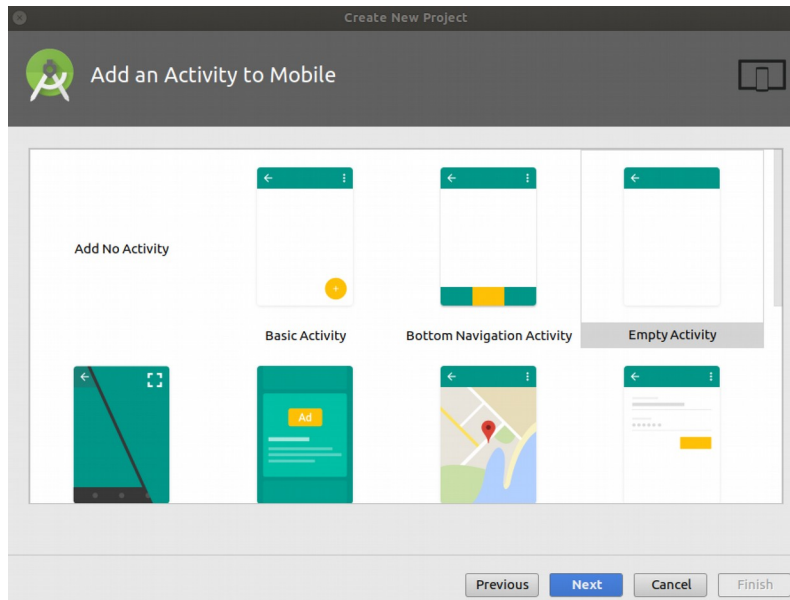 Create New Project
Add an Activity to Mobile
Add No Activity
Basic Activity
Bottom Navigation Activity
Empty Activity
Ad
Previous
Next
Cancel
Finish